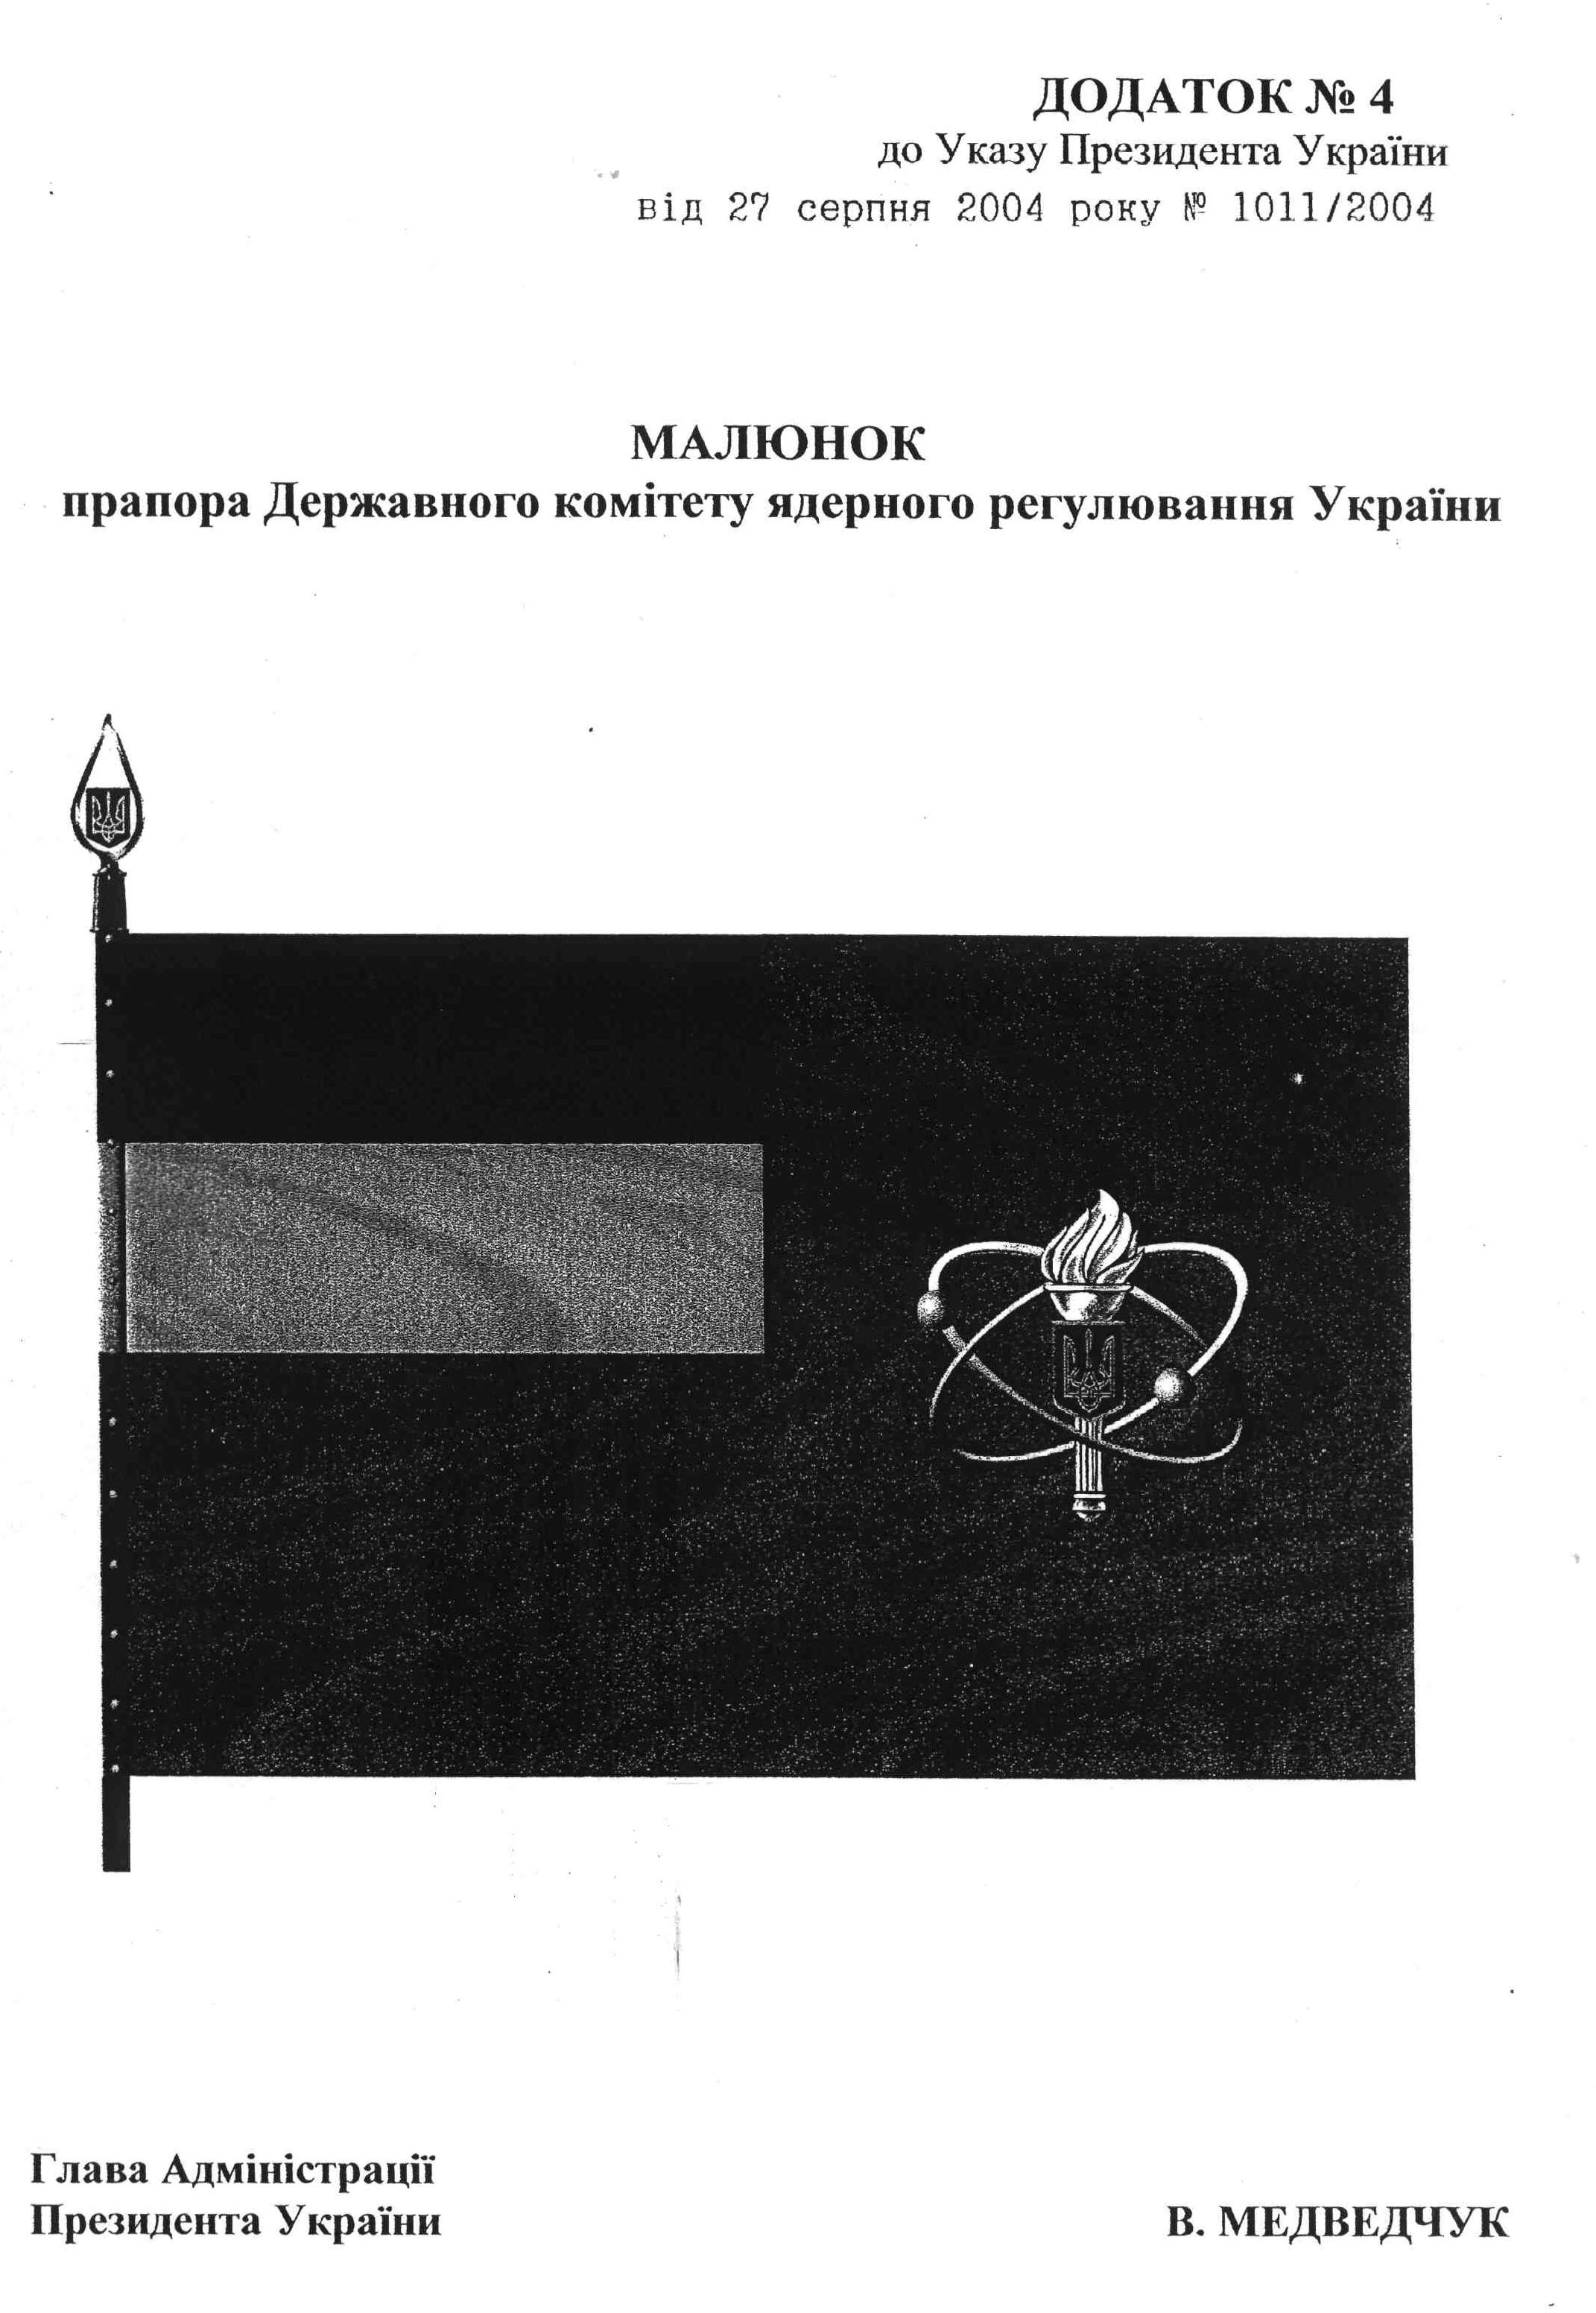 ДОДАТОК № 4
до Указу Президента України
від 27 серпня 2004 року № 1011/2004
МАЛЮНОК
прапора Державного комітету ядерного регулювання України
Глава Адміністрації
Президента України
В. МЕДВЕДЧУК